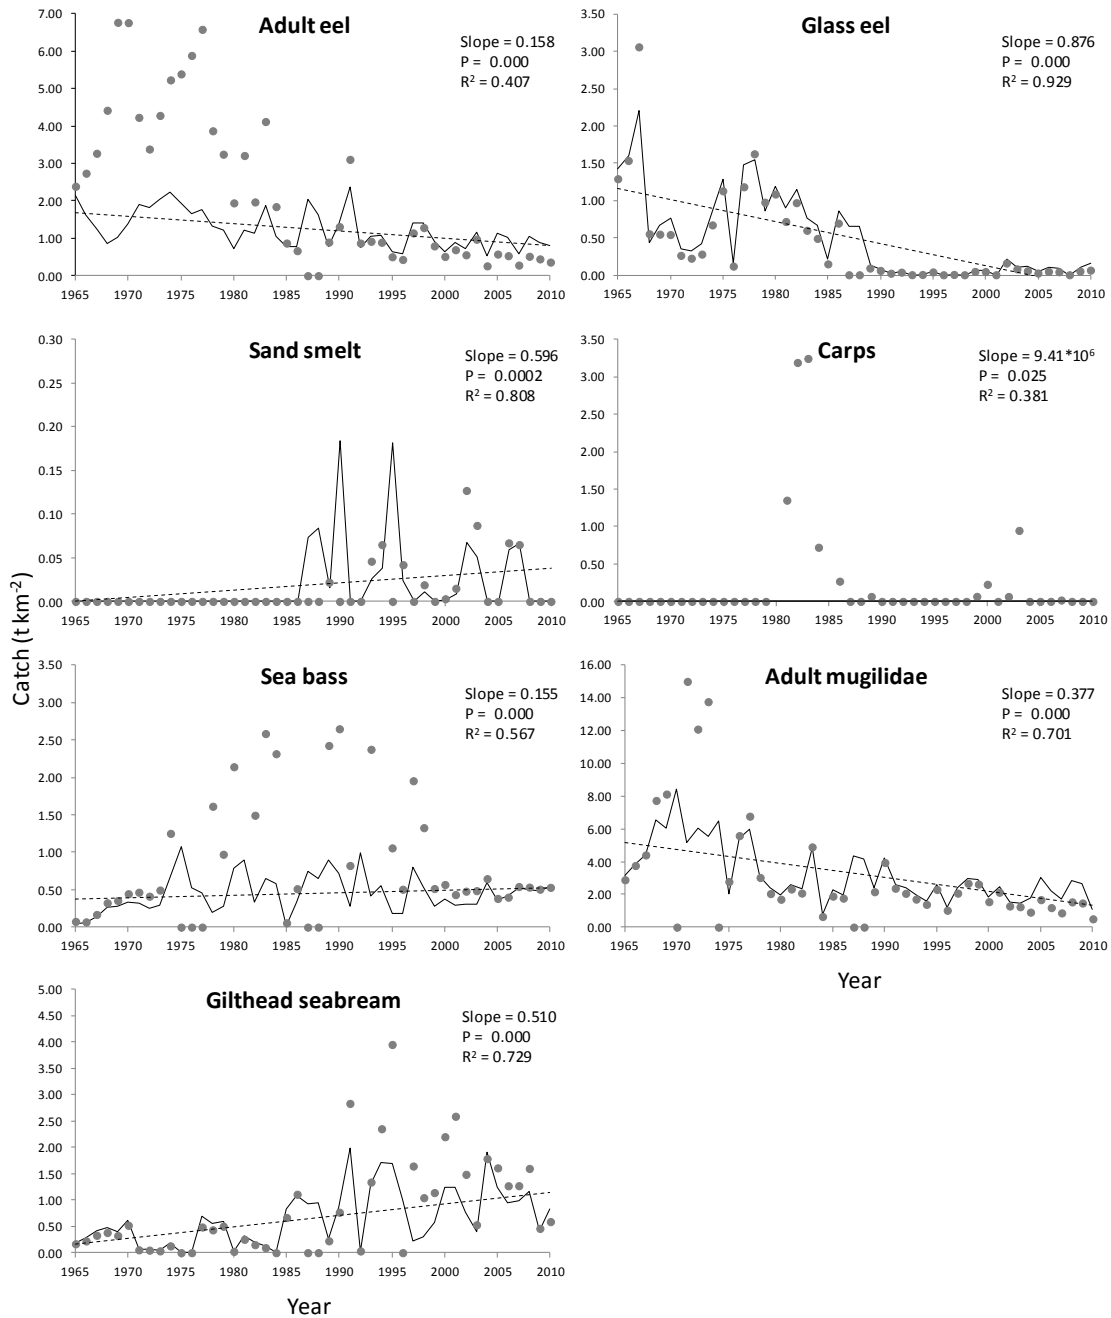 Adult eel
Slope = 0.158
P = 0.000
R² = 0.407
7.00
6.00
5.00
4.00
3.00
2.00
1.00
0.00
1965 1970 1975 1980 1985 1990 1995 2000 2005 2010
Glass eel
Slope = 0.876
P = 0.000
R² = 0.929
3.50
3.00
2.50
2.00
1.50
1.00
0.50
0.00
1965 1970 1975 1980 1985 1990 1995 2000 2005 2010
Sand smelt
Slope = 0.596
P = 0.0002
R² = 0.808
0.30
0.25
0.20
0.15
0.10
0.05
0.00
1965 1970 1975 1980 1985 1990 1995 2000 2005 2010
Carps
Slope = 9.41*10⁶
P = 0.025
R² = 0.381
3.50
3.00
2.50
2.00
1.50
1.00
0.50
0.00
1965 1970 1975 1980 1985 1990 1995 2000 2005 2010
Catch (t km⁻²)
Sea bass
Slope = 0.155
P = 0.000
R² = 0.567
3.50
3.00
2.50
2.00
1.50
1.00
0.50
0.00
1965 1970 1975 1980 1985 1990 1995 2000 2005 2010
Adult mugilidae
Slope = 0.377
P = 0.000
R² = 0.701
16.00
14.00
12.00
10.00
8.00
6.00
4.00
2.00
0.00
1965 1970 1975 1980 1985 1990 1995 2000 2005 2010
Year
Gilthead seabream
Slope = 0.510
P = 0.000
R² = 0.729
5.00
4.50
4.00
3.50
3.00
2.50
2.00
1.50
1.00
0.50
0.00
1965 1970 1975 1980 1985 1990 1995 2000 2005 2010
Year